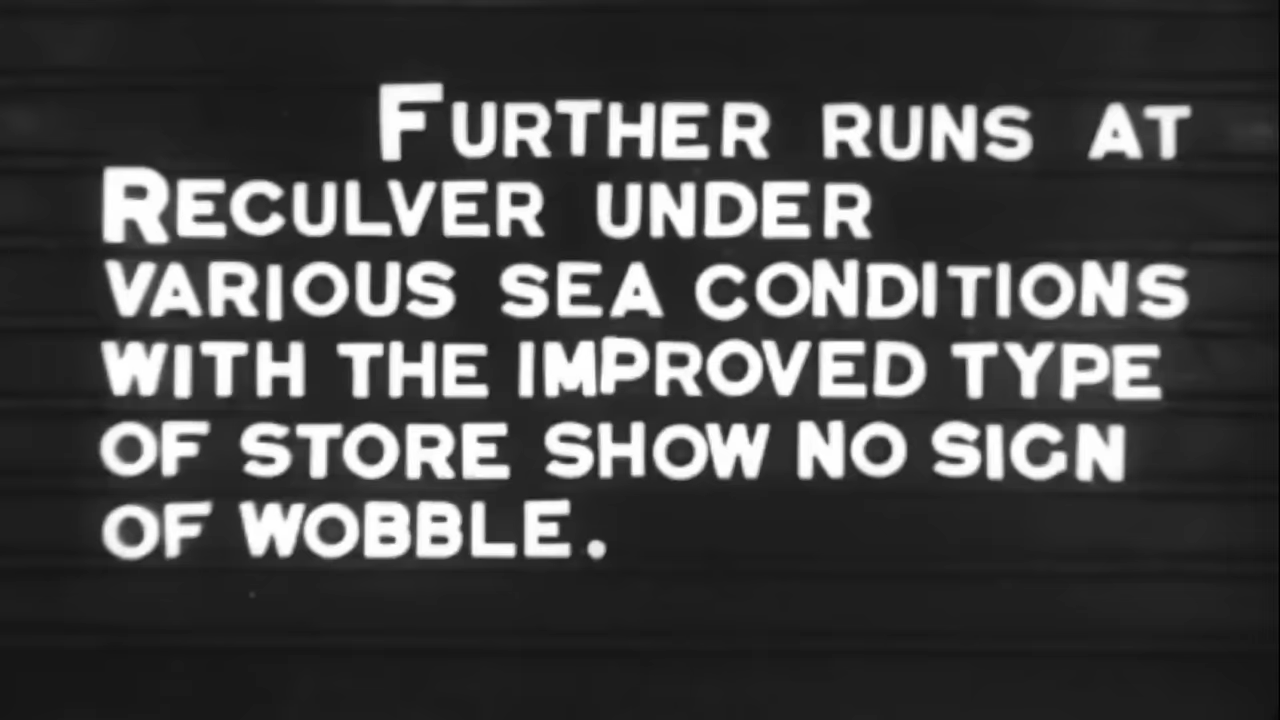 FURTHER RUNS AT
RECULVER UNDER
VARIOUS SEA CONDITIONS
WITH THE IMPROVED TYPE
OF STORE SHOW NO SIGN
OF WOBBLE.